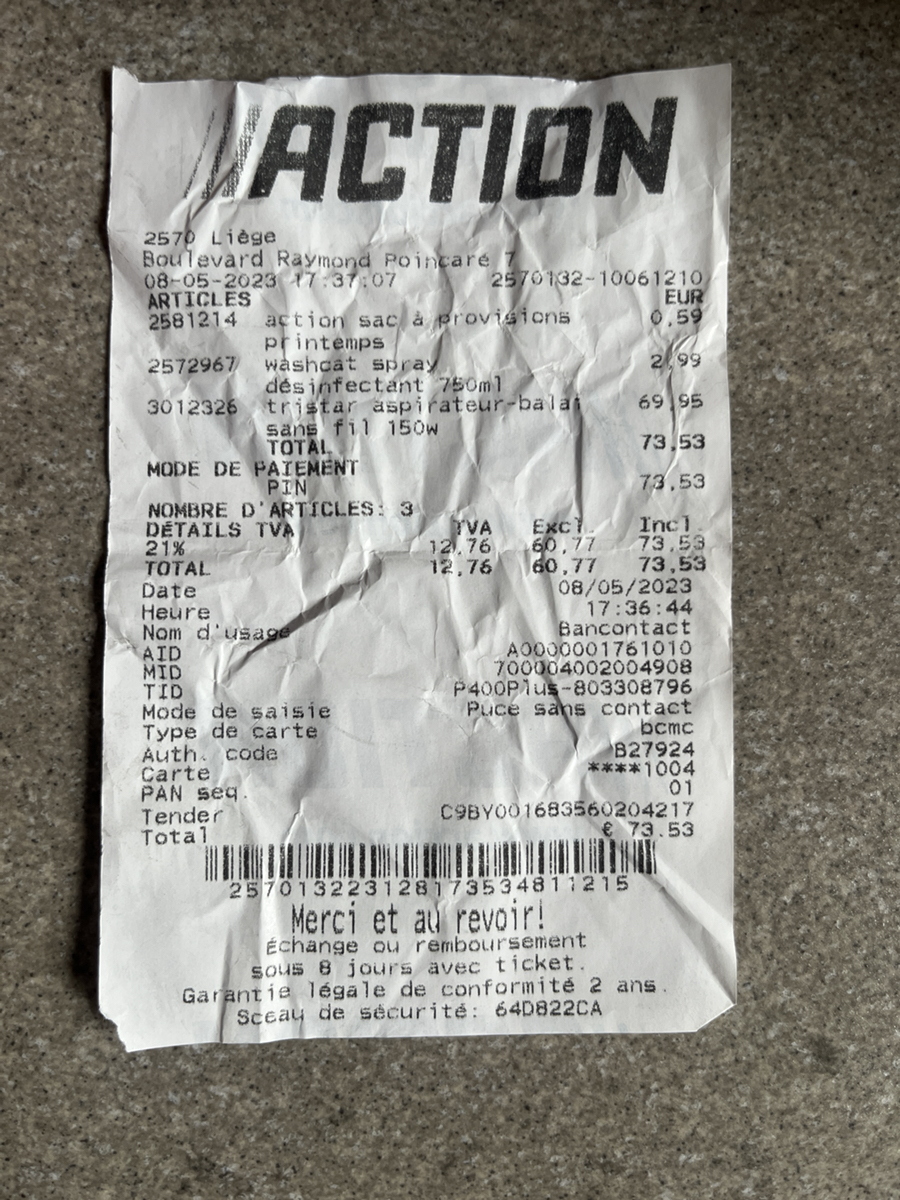 ACTION
2570 Liège
Boulevard Raymond Poincaré 7
08-05-2023 17:37:07 2570132-10061210
ARTICLES EUR
2581214 action sac à provisions 0,59
printemps
2572967 washcat spray 2,99
désinfectant 750ml
3012326 tristar aspirateur-balai 69,95
sans fil 150w
TOTAL 73,53
MODE DE PAIEMENT
PIN 73,53
NOMBRE D'ARTICLES: 3
DÉTAILS TVA TVA Excl. Incl.
21% 12,76 60,77 73,53
TOTAL 12,76 60,77 73,53
Date 08/05/2023
Heure 17:36:44
Nom d'usage Bancontact
AID A0000001761010
MID 700004002004908
TID P400Plus-803308796
Mode de saisie Puce sans contact
Type de carte bcmc
Auth. code B27924
Carte ****1004
PAN seq. 01
Tender C9BY001683560204217
Total € 73.53
257013223128173534811215
Merci et au revoir!
Échange ou remboursement
sous 8 jours avec ticket.
Garantie légale de conformité 2 ans.
Sceau de sécurité: 64D822CA